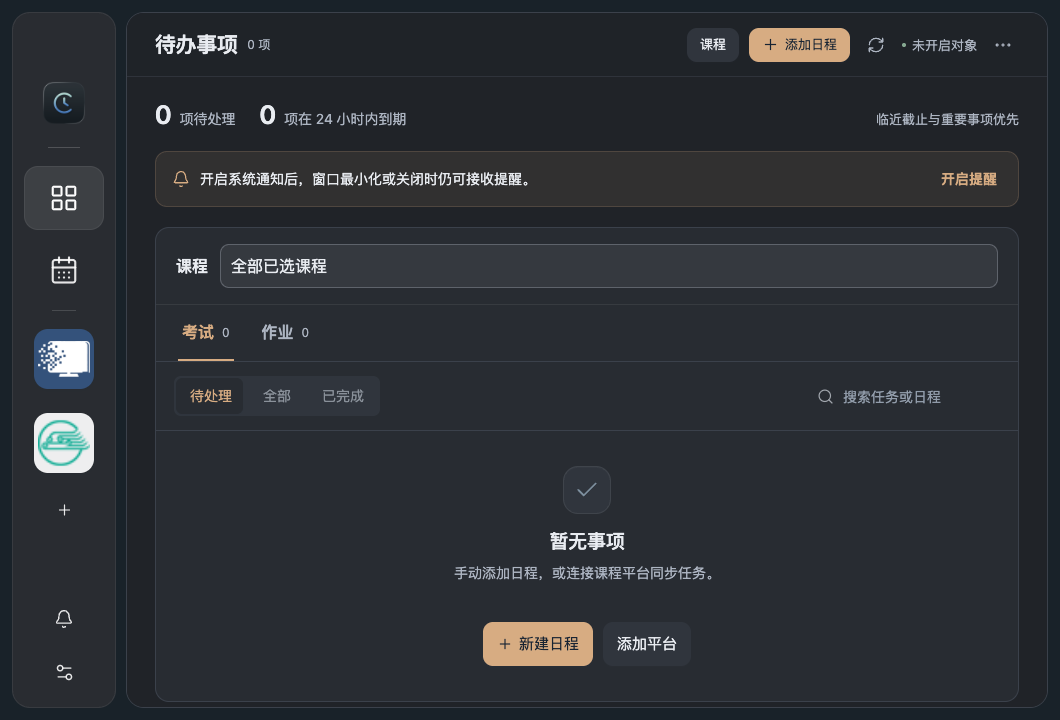 待办事项 0 项
课程
+ 添加日程
未开启对象
0 项待处理 0 项在 24 小时内到期
临近截止与重要事项优先
开启系统通知后，窗口最小化或关闭时仍可接收提醒。
开启提醒
课程 全部已选课程
考试 0 作业 0
待处理 全部 已完成
搜索任务或日程
暂无事项
手动添加日程，或连接课程平台同步任务。
+ 新建日程 添加平台